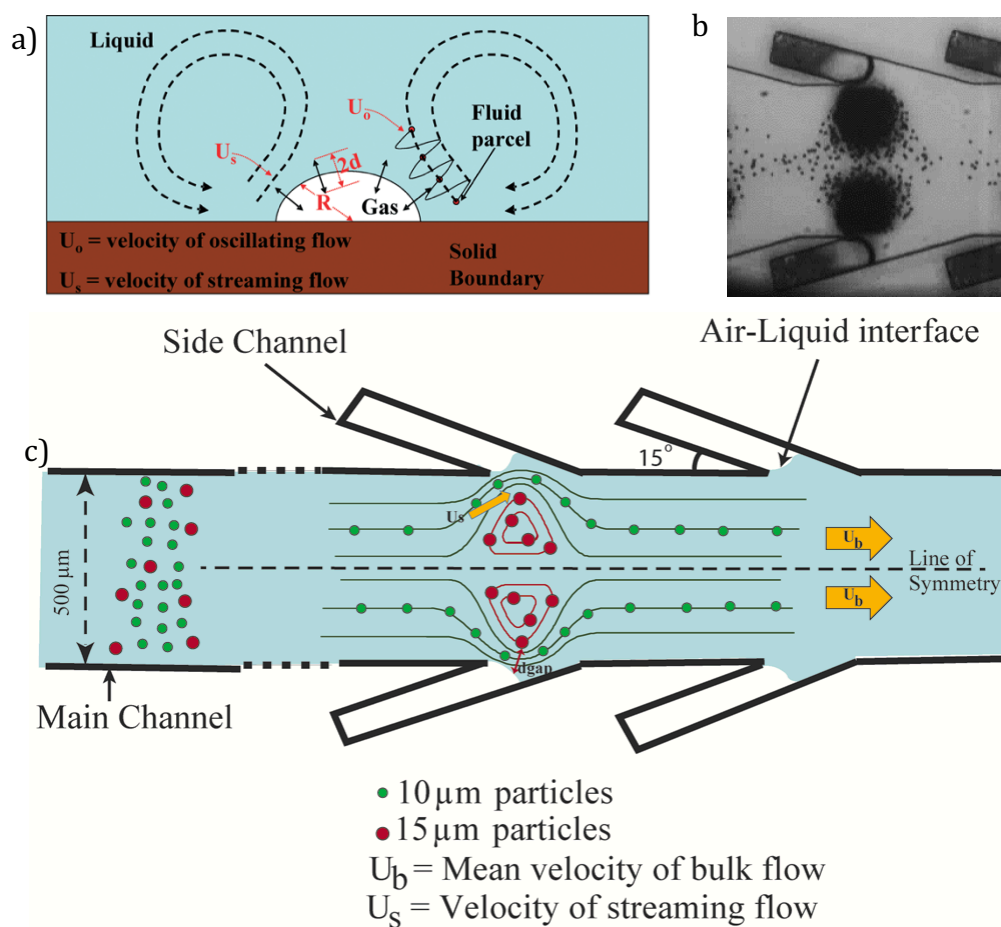 a)
Liquid
Uo
Fluid
parcel
Us
2d
R
Gas
Uo = velocity of oscillating flow
Us = velocity of streaming flow
Solid
Boundary
b
Side Channel
Air-Liquid interface
c)
15°
Us
Ub
500 µm
Line of
Symmetry
Ub
dgap
Main Channel
10 µm particles
15 µm particles
Ub = Mean velocity of bulk flow
Us = Velocity of streaming flow